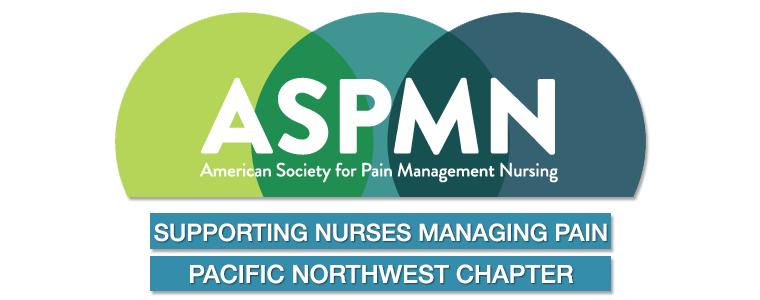 ASPMN
American Society for Pain Management Nursing
SUPPORTING NURSES MANAGING PAIN
PACIFIC NORTHWEST CHAPTER